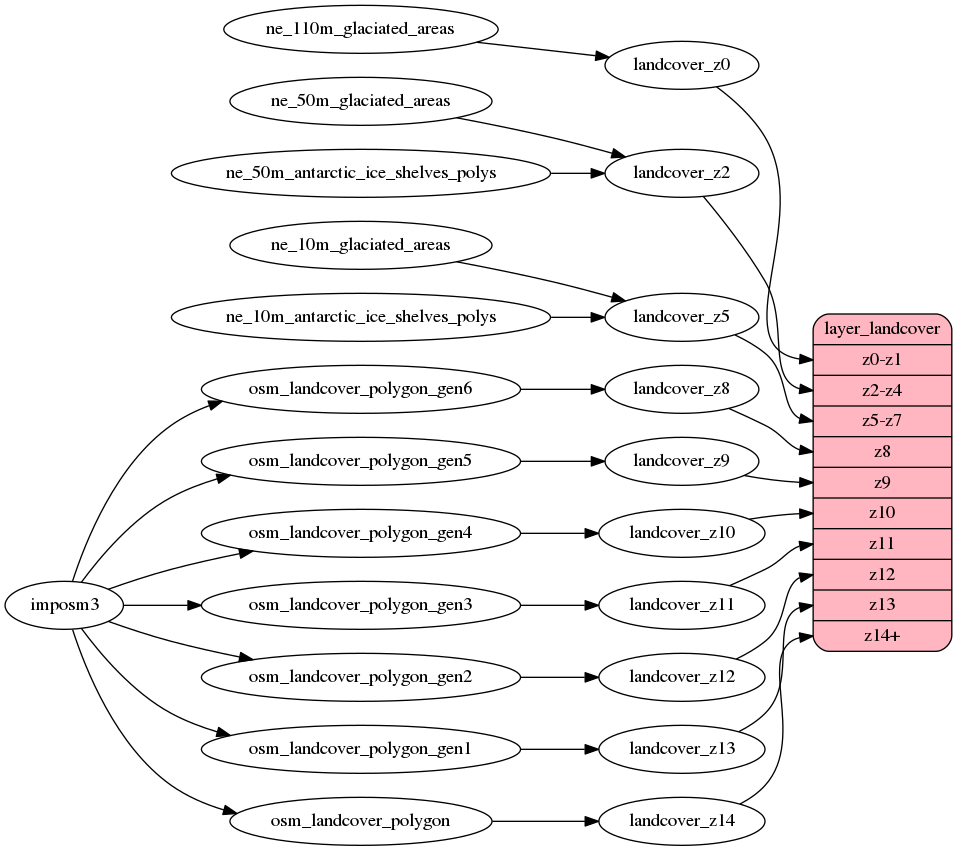 ne_110m_glaciated_areas
landcover_z0
ne_50m_glaciated_areas
ne_50m_antarctic_ice_shelves_polys
landcover_z2
ne_10m_glaciated_areas
ne_10m_antarctic_ice_shelves_polys
landcover_z5
osm_landcover_polygon_gen6
landcover_z8
osm_landcover_polygon_gen5
landcover_z9
osm_landcover_polygon_gen4
landcover_z10
imposm3
osm_landcover_polygon_gen3
landcover_z11
osm_landcover_polygon_gen2
landcover_z12
osm_landcover_polygon_gen1
landcover_z13
osm_landcover_polygon
landcover_z14
layer_landcover
z0-z1
z2-z4
z5-z7
z8
z9
z10
z11
z12
z13
z14+